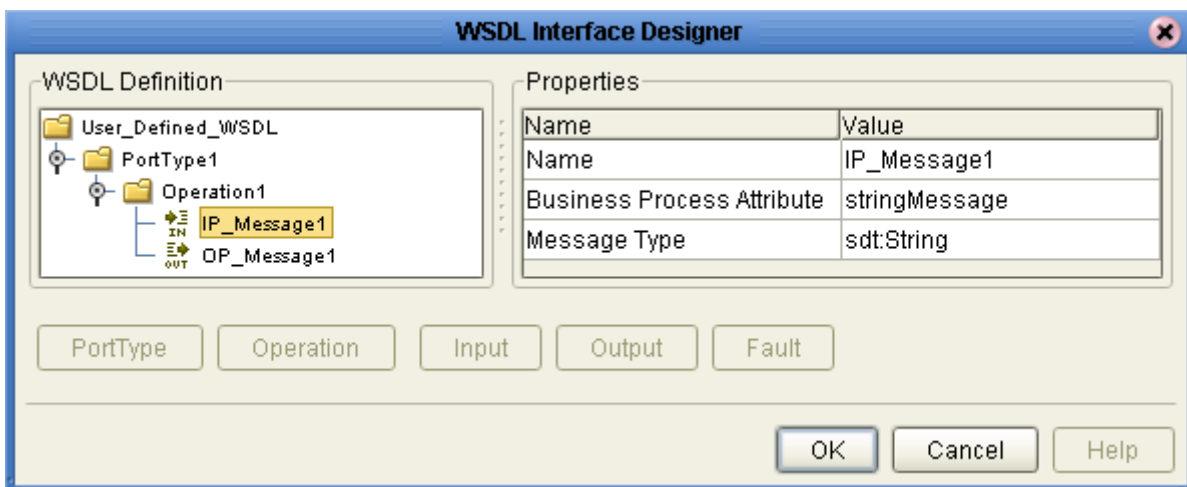 WSDL Interface Designer
WSDL Definition
User_Defined_WSDL
PortType1
Operation1
IN IP_Message1
OUT OP_Message1
Properties
Name Value
Name IP_Message1
Business Process Attribute stringMessage
Message Type sdt:String
PortType Operation Input Output Fault
OK Cancel Help